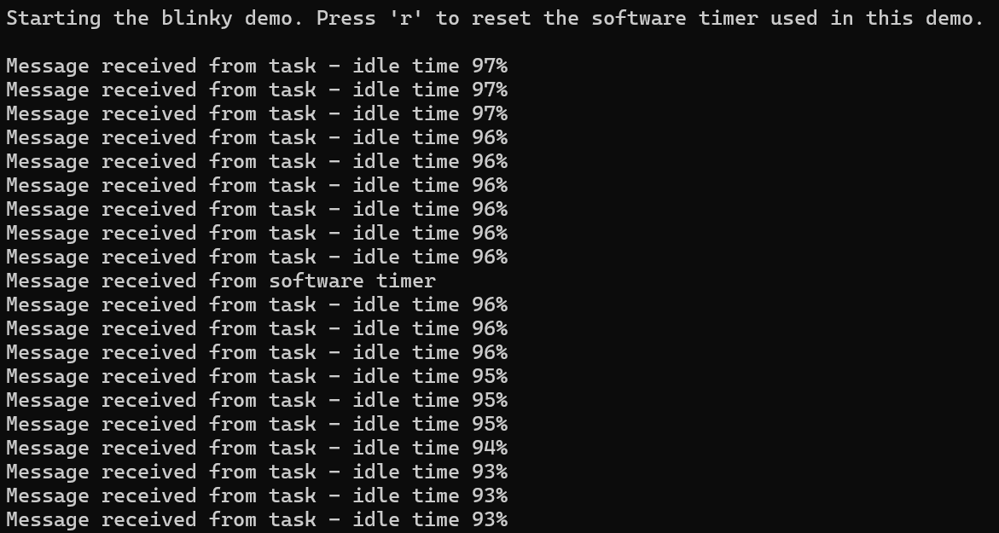 Starting the blinky demo. Press 'r' to reset the software timer used in this demo.
Message received from task - idle time 97%
Message received from task - idle time 97%
Message received from task - idle time 97%
Message received from task - idle time 96%
Message received from task - idle time 96%
Message received from task - idle time 96%
Message received from task - idle time 96%
Message received from task - idle time 96%
Message received from task - idle time 96%
Message received from software timer
Message received from task - idle time 96%
Message received from task - idle time 96%
Message received from task - idle time 96%
Message received from task - idle time 95%
Message received from task - idle time 95%
Message received from task - idle time 95%
Message received from task - idle time 94%
Message received from task - idle time 93%
Message received from task - idle time 93%
Message received from task - idle time 93%